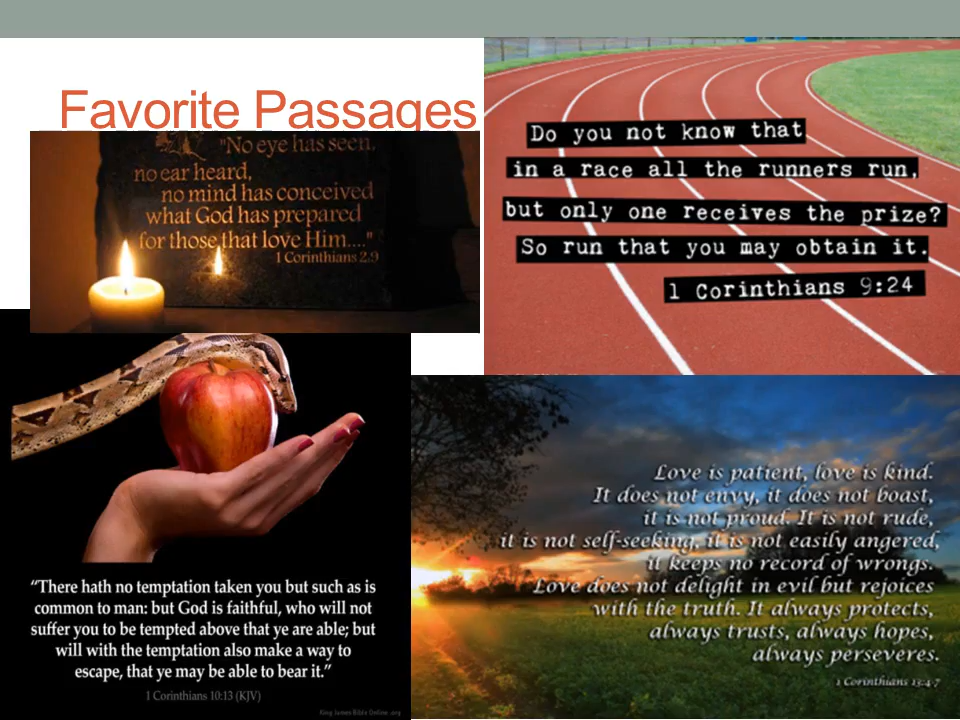 Favorite Passages
"No eye has seen,
no ear heard,
no mind has conceived
what God has prepared
for those that love Him...."
1 Corinthians 2:9
Do you not know that
in a race all the runners run,
but only one receives the prize?
So run that you may obtain it.
1 Corinthians 9:24
“There hath no temptation taken you but such as is
common to man: but God is faithful, who will not
suffer you to be tempted above that ye are able; but
will with the temptation also make a way to
escape, that ye may be able to bear it.”
1 Corinthians 10:13 (KJV)
King James Bible Online .org
Love is patient, love is kind.
It does not envy, it does not boast,
it is not proud. It is not rude,
it is not self-seeking, it is not easily angered,
it keeps no record of wrongs.
Love does not delight in evil but rejoices
with the truth. It always protects,
always trusts, always hopes,
always perseveres.
1 Corinthians 13:4-7